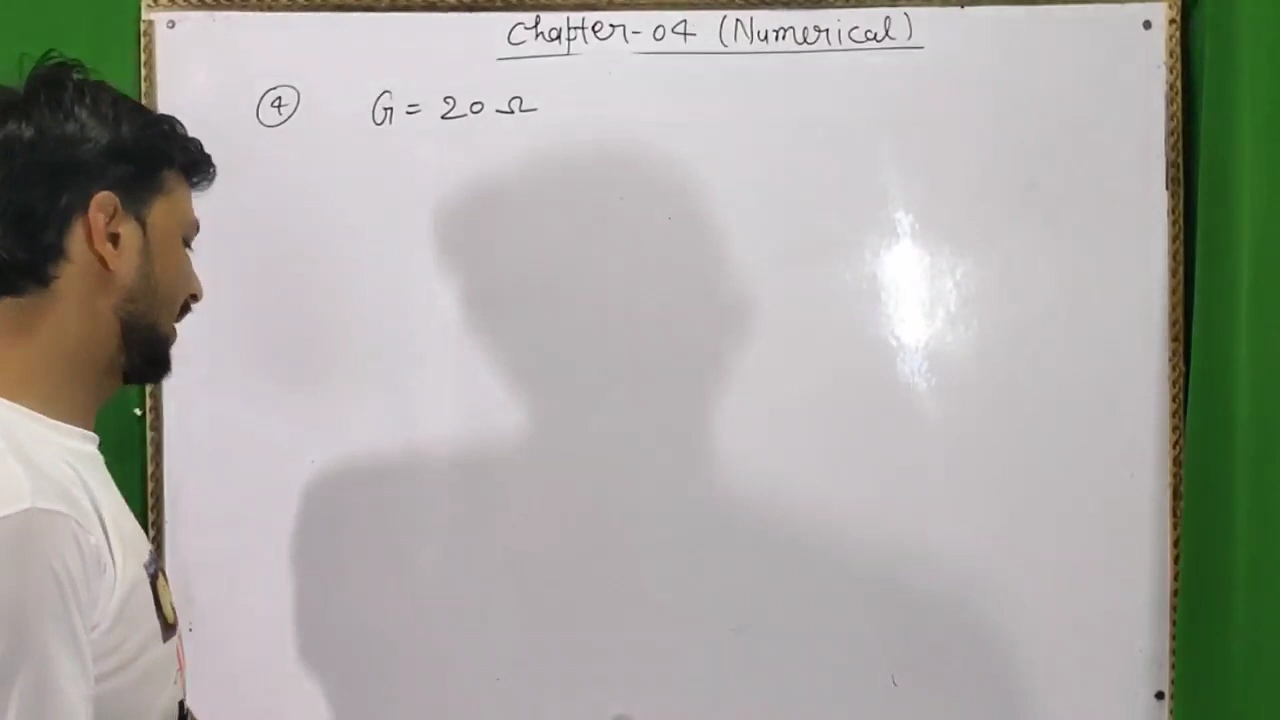 Chapter-04 (Numerical)
④ G = 20 Ω